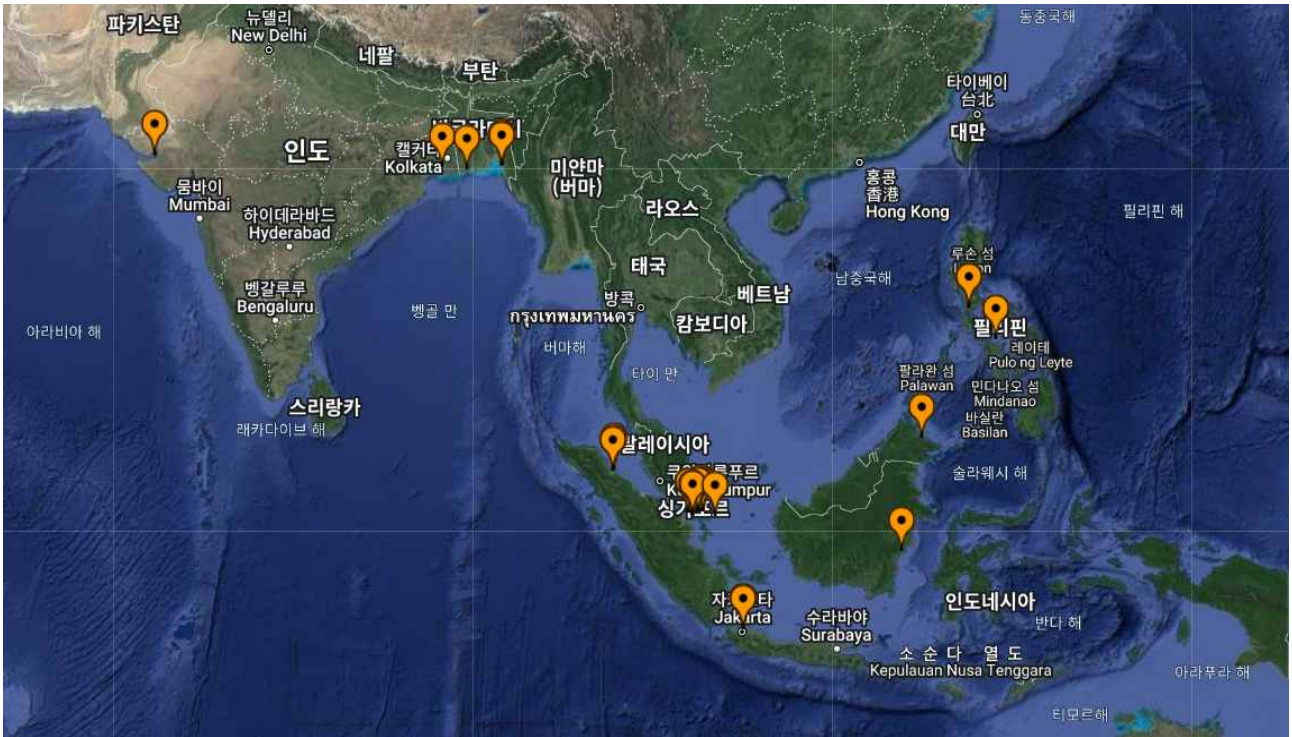 파키스탄
뉴델리
New Delhi
네팔
부탄
동중국해
타이베이
台北
대만
인도
Kolkata
미얀마
(버마)
홍콩
香港
Hong Kong
뭄바이
Mumbai
하이데라바드
Hyderabad
라오스
필리핀 해
벵갈루루
Bengaluru
태국
루손 섬
남중국해
베트남
아라비아 해
벵골 만
방콕
กรุงเทพมหานคร
캄보디아
버마해
타이 만
레이테
Pulo ng Leyte
팔라완 섬
Palawan
민다나오 섬
Mindanao
바실란
Basilan
스리랑카
래카다이브 해
술라웨시 해
Jakarta
수라바야
Surabaya
인도네시아
반다 해
소 순 다 열 도
Kepulauan Nusa Tenggara
아라푸라 해
티모르해